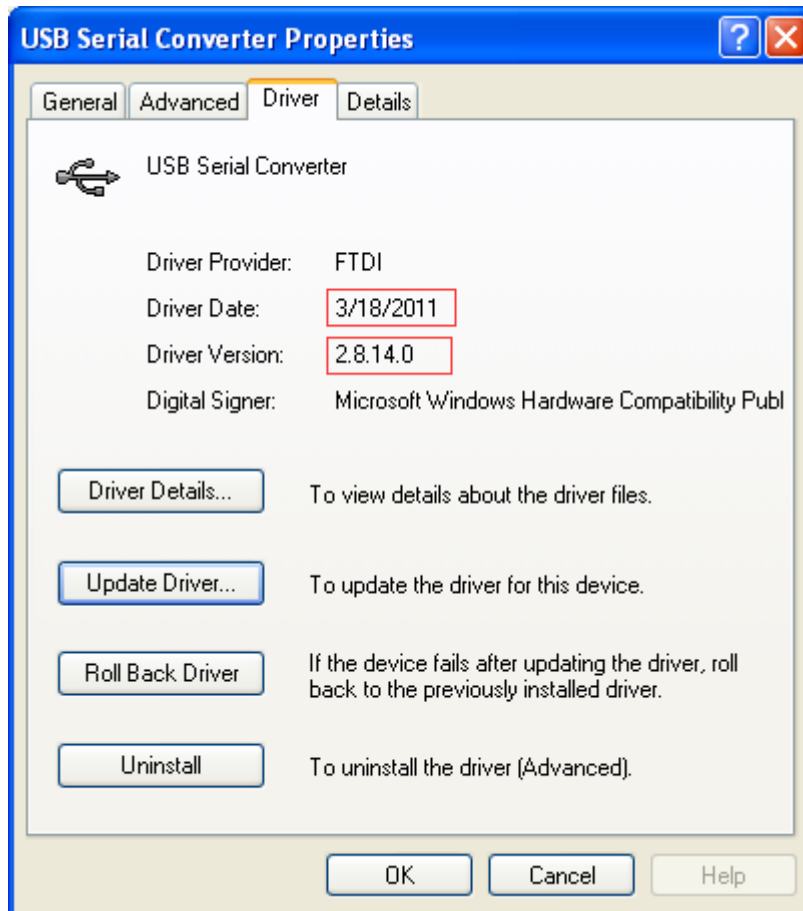 USB Serial Converter Properties
General Advanced Driver Details
USB Serial Converter
Driver Provider: FTDI
Driver Date: 3/18/2011
Driver Version: 2.8.14.0
Digital Signer: Microsoft Windows Hardware Compatibility Publ
Driver Details... To view details about the driver files.
Update Driver... To update the driver for this device.
Roll Back Driver If the device fails after updating the driver, roll
back to the previously installed driver.
Uninstall To uninstall the driver (Advanced).
OK Cancel Help